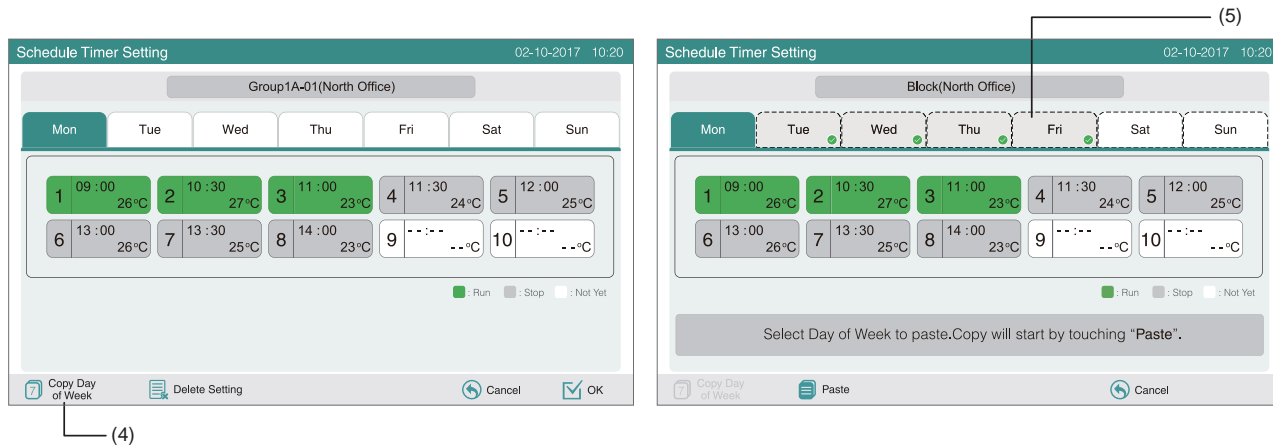 (5)
Schedule Timer Setting 02-10-2017 10:20
Group1A-01(North Office)
Mon Tue Wed Thu Fri Sat Sun
1 09:00 26°C 2 10:30 27°C 3 11:00 23°C 4 11:30 24°C 5 12:00 25°C
6 13:00 26°C 7 13:30 25°C 8 14:00 23°C 9 --:-- --°C 10 --:-- --°C
: Run : Stop : Not Yet
7 Copy Day of Week Delete Setting Cancel OK
(4)
Schedule Timer Setting 02-10-2017 10:20
Block(North Office)
Mon Tue Wed Thu Fri Sat Sun
1 09:00 26°C 2 10:30 27°C 3 11:00 23°C 4 11:30 24°C 5 12:00 25°C
6 13:00 26°C 7 13:30 25°C 8 14:00 23°C 9 --:-- --°C 10 --:-- --°C
: Run : Stop : Not Yet
Select Day of Week to paste.Copy will start by touching “Paste”.
7 Copy Day of Week Paste Cancel